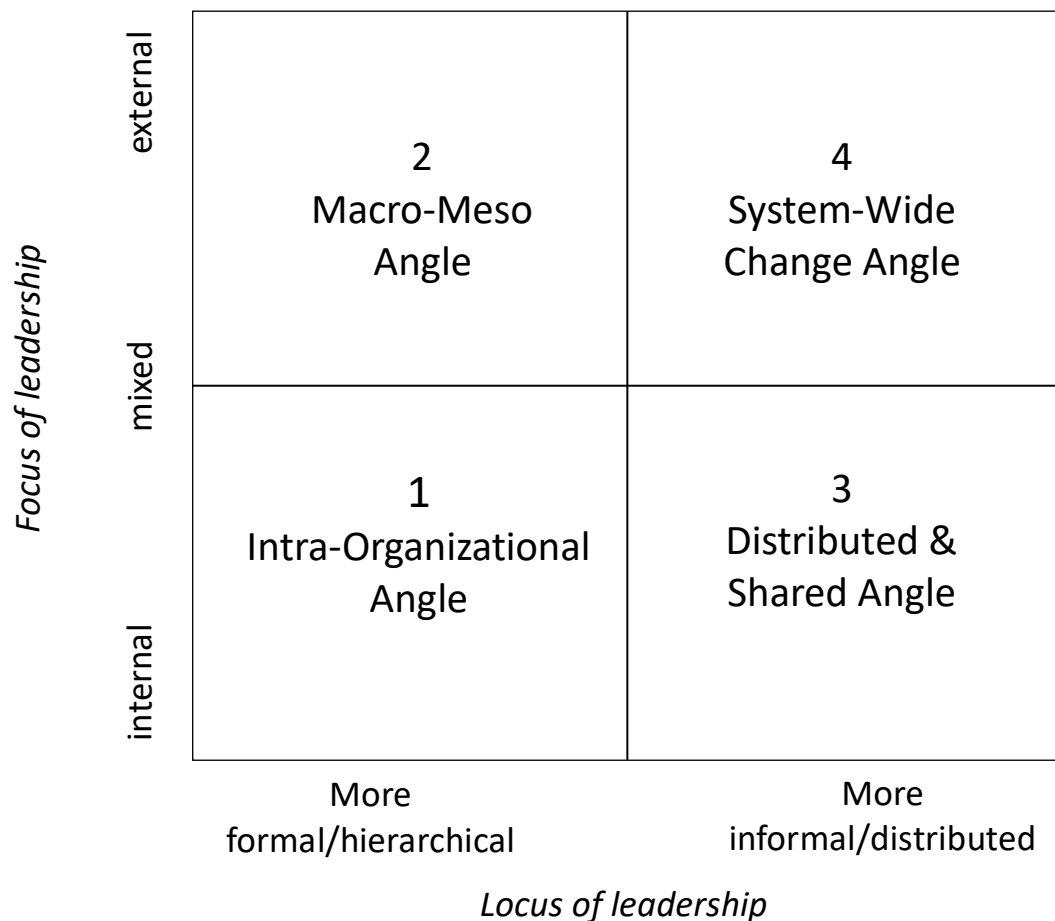 external
2
Macro-Meso
Angle
4
System-Wide
Change Angle
Focus of leadership
mixed
1
Intra-Organizational
Angle
3
Distributed &
Shared Angle
internal
More
formal/hierarchical
More
informal/distributed
Locus of leadership